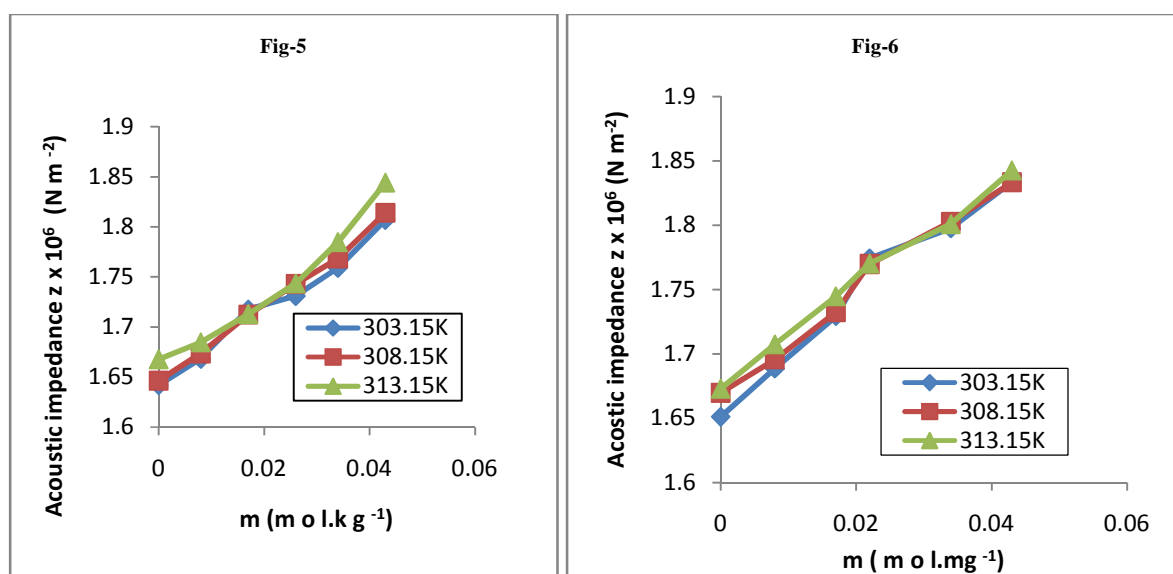 Fig-5
Acoustic impedance z x 10⁶ (N m⁻²)
1.9
1.85
1.8
1.75
1.7
1.65
1.6
303.15K
308.15K
313.15K
0
0.02
0.04
0.06
m (m o l.k g ⁻¹)
Fig-6
Acostic impedance z x 10⁶ (N m⁻²)
1.9
1.85
1.8
1.75
1.7
1.65
1.6
303.15K
308.15K
313.15K
0
0.02
0.04
0.06
m ( m o l.mg ⁻¹)